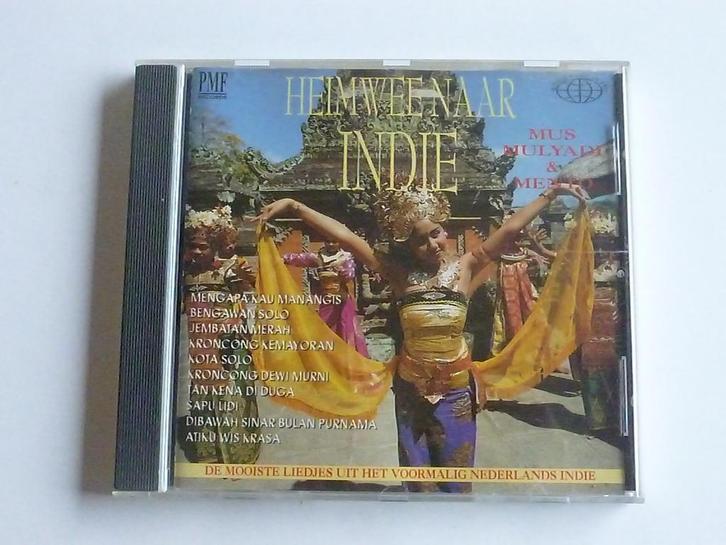 PMF
RECORDS
HEIMWEE NAAR
INDIE
MUS
MULYADI
&
MENGAPA KAU MANANGIS
BENGAWAN SOLO
JEMBATAN MERAH
KRONCONG KEMAYORAN
KOTA SOLO
KRONCONG DEWI MURNI
TAN KENA DI DUGA
SAPU LIDI
DIBAWAH SINAR BULAN PURNAMA
ATIKU WIS KRASA
DE MOOISTE LIEDJES UIT HET VOORMALIG NEDERLANDS INDIE